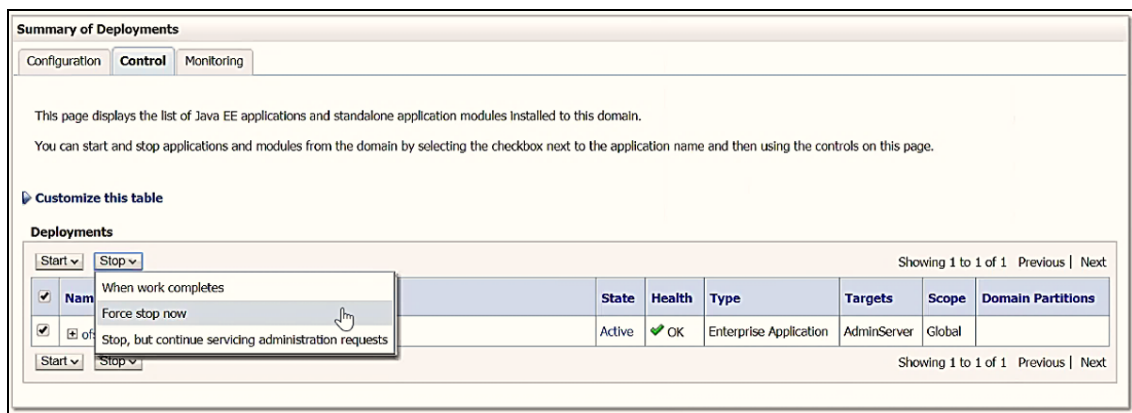 Summary of Deployments
Configuration Control Monitoring
This page displays the list of Java EE applications and standalone application modules installed to this domain.
You can start and stop applications and modules from the domain by selecting the checkbox next to the application name and then using the controls on this page.
Customize this table
Deployments
Start Stop Showing 1 to 1 of 1 Previous | Next
When work completes
Force stop now
Stop, but continue servicing administration requests
State Health Type Targets Scope Domain Partitions
Active OK Enterprise Application AdminServer Global
Start Stop Showing 1 to 1 of 1 Previous | Next